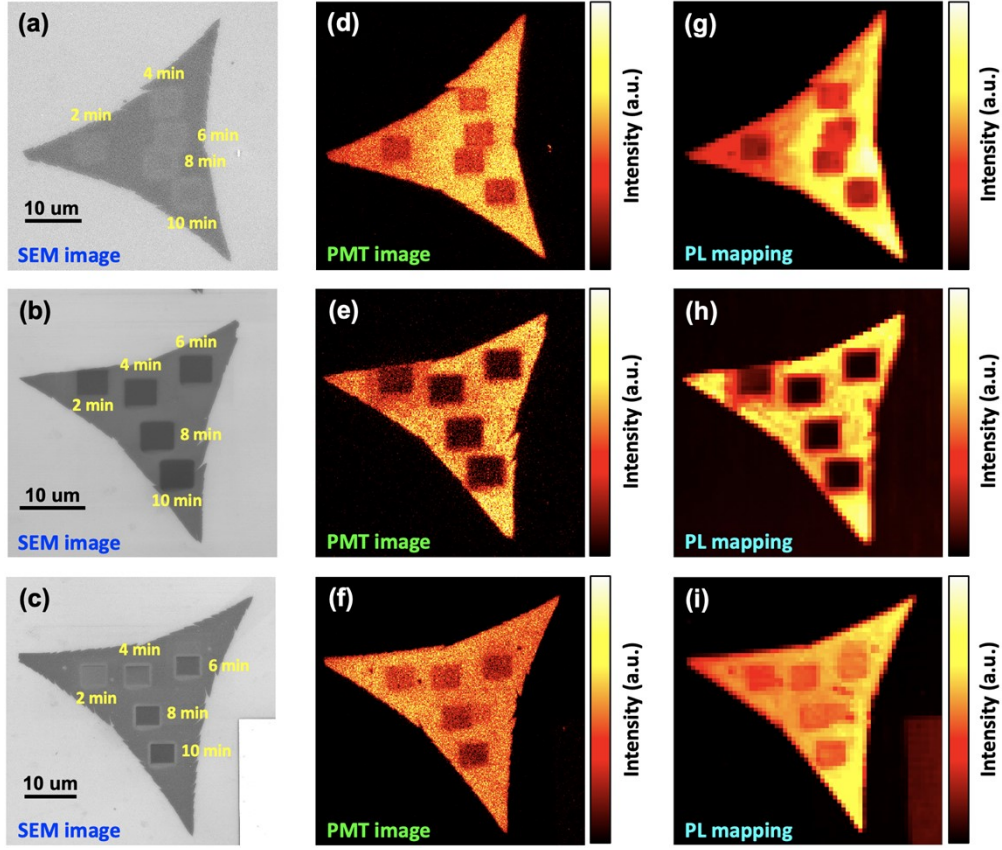 (a)
4 min
2 min
6 min
8 min
10 min
10 um
SEM image
(d)
PMT image
Intensity (a.u.)
(g)
PL mapping
Intensity (a.u.)
(b)
6 min
4 min
2 min
8 min
10 min
10 um
SEM image
(e)
PMT image
Intensity (a.u.)
(h)
PL mapping
Intensity (a.u.)
(c)
4 min
6 min
2 min
8 min
10 min
10 um
SEM image
(f)
PMT image
Intensity (a.u.)
(i)
PL mapping
Intensity (a.u.)